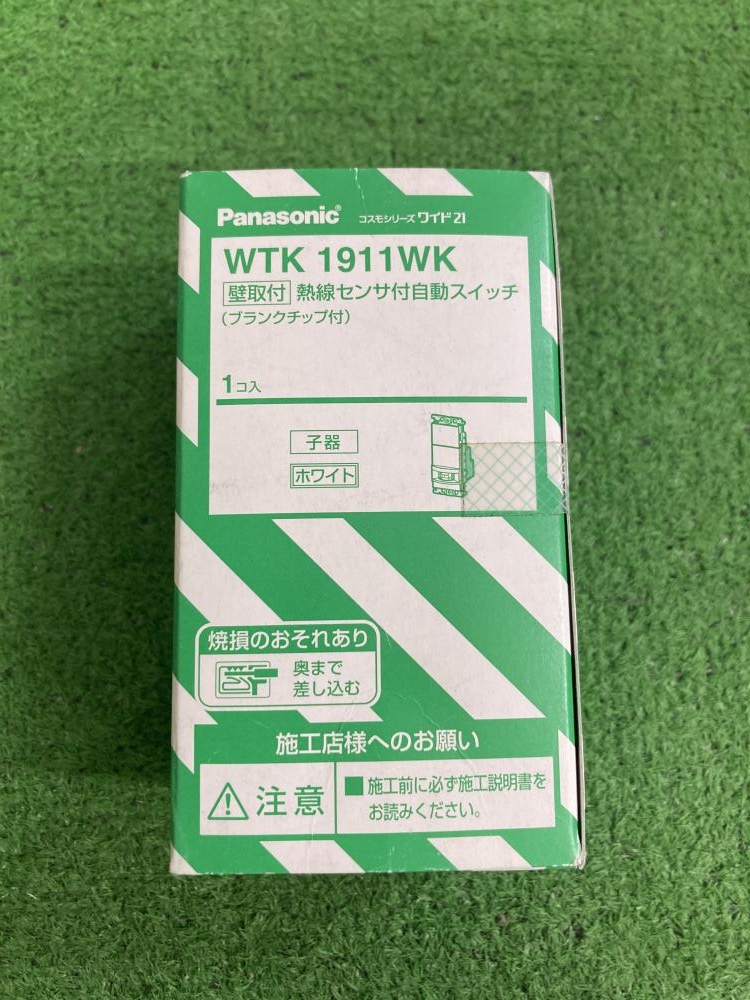 Panasonic® コスモシリーズ ワイド21
WTK 1911WK
壁取付 熱線センサ付自動スイッチ
(ブランクチップ付)
1コ入
子器
ホワイト
焼損のおそれあり
奥まで
差し込む
施工店様へのお願い
注意
■施工前に必ず施工説明書を
お読みください。